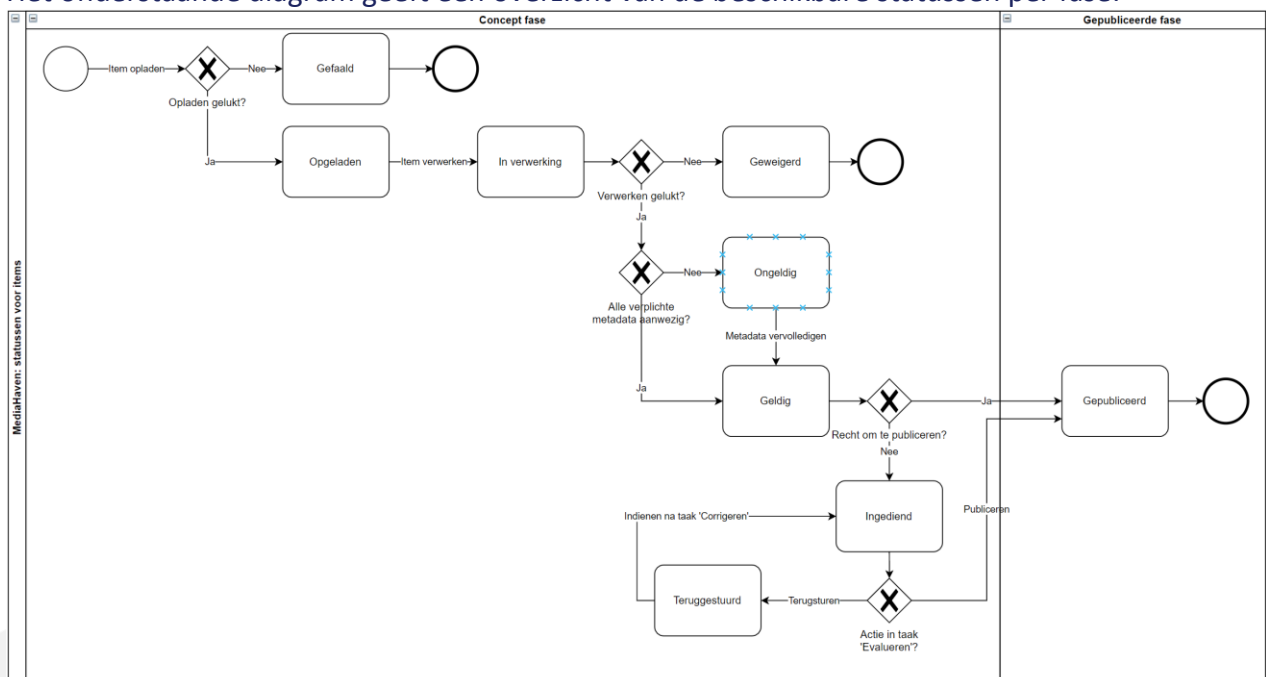 Het onderstaande diagram geeft een overzicht van de beschikbare statussen per fase.
Concept fase
Gepubliceerde fase
MediaHaven: statussen voor items
Item opladen
Nee
Gefaald
Opladen gelukt?
Ja
Opgeladen
Item verwerken
In verwerking
Nee
Geweigerd
Verwerken gelukt?
Ja
Nee
Ongeldig
Alle verplichte
metadata aanwezig?
Metadata vervolledigen
Ja
Geldig
Ja
Gepubliceerd
Recht om te publiceren?
Nee
Indienen na taak 'Corrigeren'
Ingediend
Publiceren
Teruggestuurd
Terugsturen
Actie in taak
'Evalueren'?